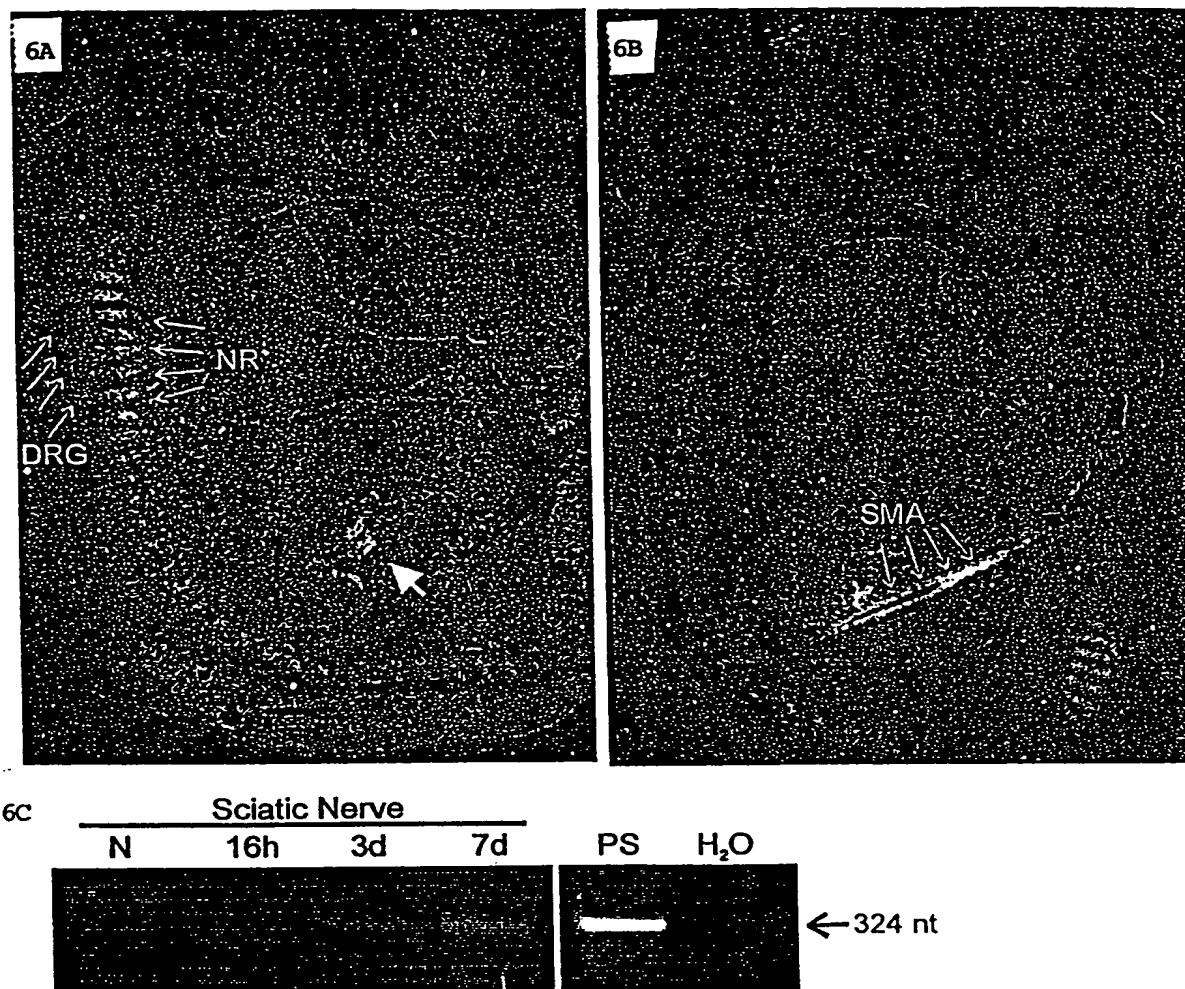 6A
6B
NR
DRG
SMA
6C
Sciatic Nerve
N 16h 3d 7d PS H₂O
←324 nt